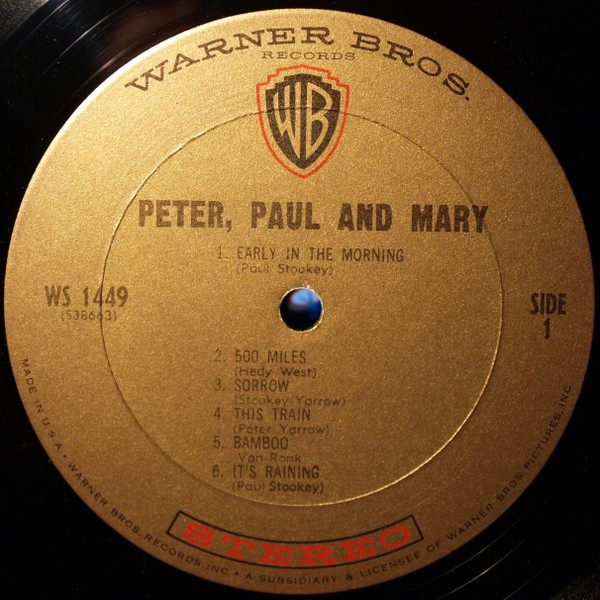 WARNER BROS.
RECORDS
WB
PETER, PAUL AND MARY
1. EARLY IN THE MORNING
(Paul Stookey)
WS 1449
(S38663)
SIDE
1
2. 500 MILES
(Hedy West)
3. SORROW
(Stookey-Yarrow)
4. THIS TRAIN
(Peter Yarrow)
5. BAMBOO
Van-Ronk
6. IT'S RAINING
(Paul Stookey)
STEREO
MADE IN U.S.A. • WARNER BROS. RECORDS INC. • A SUBSIDIARY & LICENSEE OF WARNER BROS. PICTURES, INC.